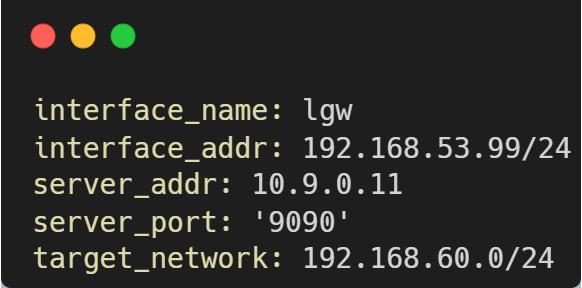 interface_name: lgw
interface_addr: 192.168.53.99/24
server_addr: 10.9.0.11
server_port: '9090'
target_network: 192.168.60.0/24